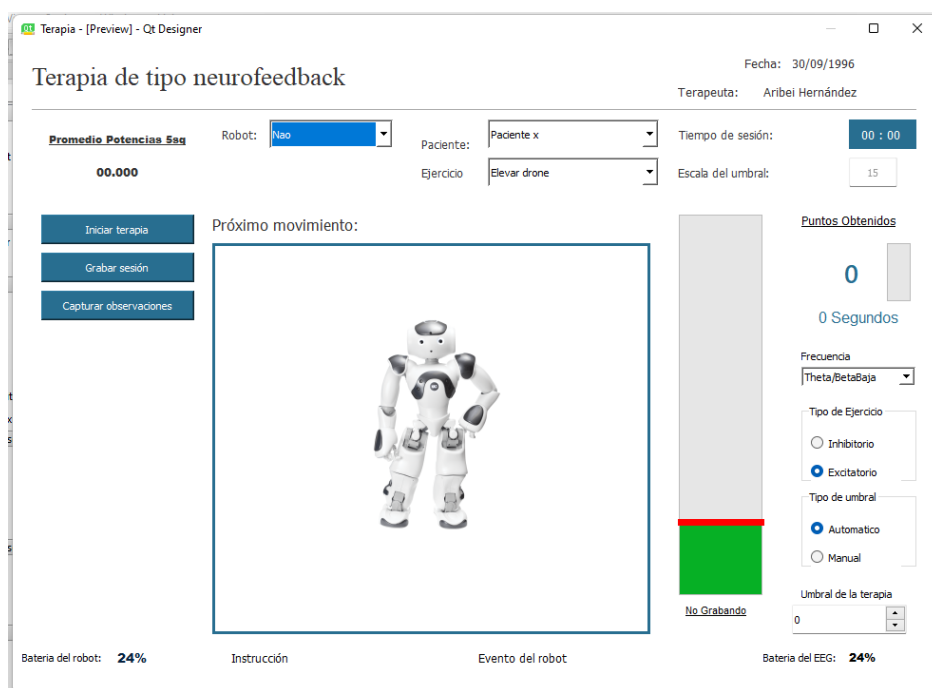 Qt Terapia - [Preview] - Qt Designer
Terapia de tipo neurofeedback
Fecha: 30/09/1996
Terapeuta: Aribei Hernández
Promedio Potencias 5sg
00.000
Robot: Nao
Paciente: Paciente x
Ejercicio Elevar drone
Tiempo de sesión: 00 : 00
Escala del umbral: 15
Iniciar terapia
Grabar sesión
Capturar observaciones
Próximo movimiento:
No Grabando
Puntos Obtenidos
0
0 Segundos
Frecuencia
Theta/BetaBaja
Tipo de Ejercicio
Inhibitorio
Excitatorio
Tipo de umbral
Automatico
Manual
Umbral de la terapia
0
Bateria del robot: 24%
Instrucción
Evento del robot
Bateria del EEG: 24%